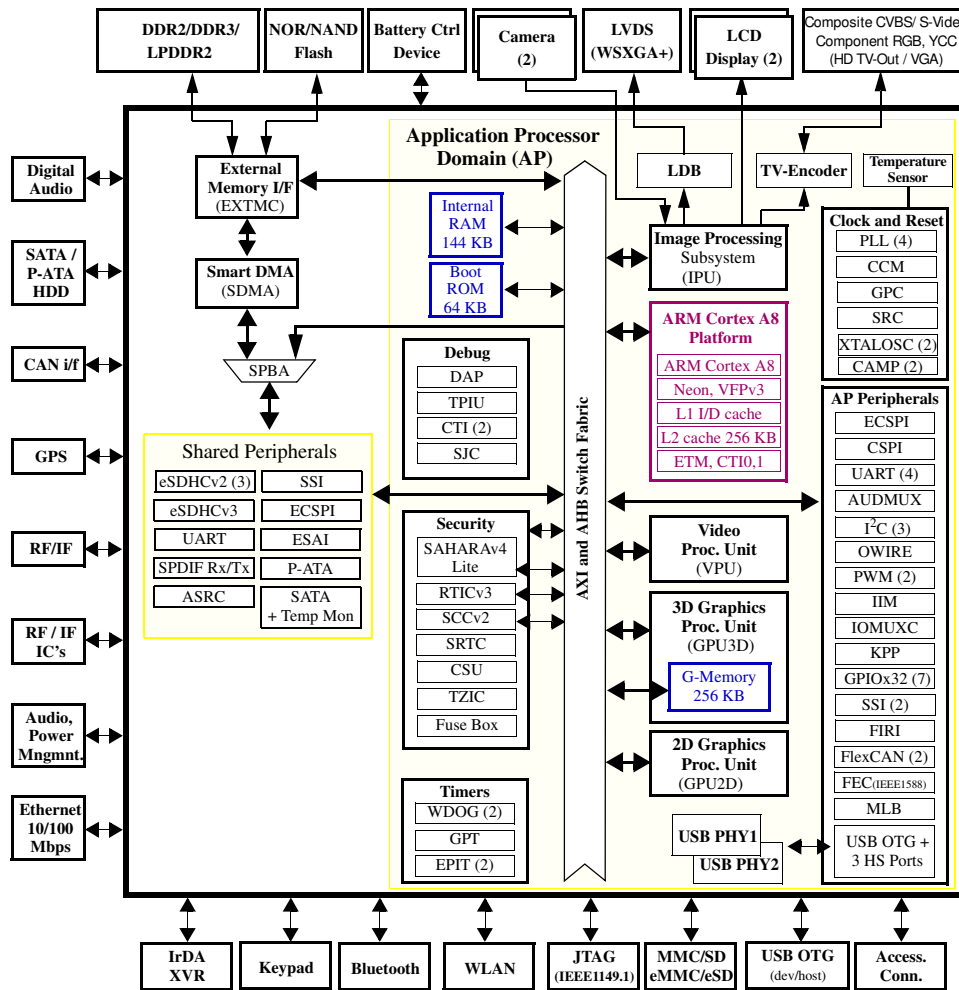 DDR2/DDR3/
LPDDR2
NOR/NAND
Flash
Battery Ctrl
Device
Camera
(2)
LVDS
(WSXGA+)
LCD
Display (2)
Composite CVBS/ S-Vide
Component RGB, YCC
(HD TV-Out / VGA)
Digital
Audio
SATA /
P-ATA
HDD
CAN i/f
GPS
RF/IF
RF / IF
IC's
Audio,
Power
Mngmnt.
Ethernet
10/100
Mbps
Application Processor
Domain (AP)
External
Memory I/F
(EXTMC)
Smart DMA
(SDMA)
SPBA
Shared Peripherals
eSDHCv2 (3)
SSI
eSDHCv3
ECSPI
UART
ESAI
SPDIF Rx/Tx
P-ATA
ASRC
SATA
+ Temp Mon
Internal
RAM
144 KB
Boot
ROM
64 KB
Debug
DAP
TPIU
CTI (2)
SJC
Security
SAHARAv4
Lite
RTICv3
SCCv2
SRTC
CSU
TZIC
Fuse Box
Timers
WDOG (2)
GPT
EPIT (2)
AXI and AHB Switch Fabric
LDB
TV-Encoder
Image Processing
Subsystem
(IPU)
ARM Cortex A8
Platform
ARM Cortex A8
Neon, VFPv3
L1 I/D cache
L2 cache 256 KB
ETM, CTI0,1
Video
Proc. Unit
(VPU)
3D Graphics
Proc. Unit
(GPU3D)
G-Memory
256 KB
2D Graphics
Proc. Unit
(GPU2D)
USB PHY1
USB PHY2
Temperature
Sensor
Clock and Reset
PLL (4)
CCM
GPC
SRC
XTALOSC (2)
CAMP (2)
AP Peripherals
ECSPI
CSPI
UART (4)
AUDMUX
I²C (3)
OWIRE
PWM (2)
IIM
IOMUXC
KPP
GPIOx32 (7)
SSI (2)
FIRI
FlexCAN (2)
FEC(IEEE1588)
MLB
USB OTG +
3 HS Ports
IrDA
XVR
Keypad
Bluetooth
WLAN
JTAG
(IEEE1149.1)
MMC/SD
eMMC/eSD
USB OTG
(dev/host)
Access.
Conn.